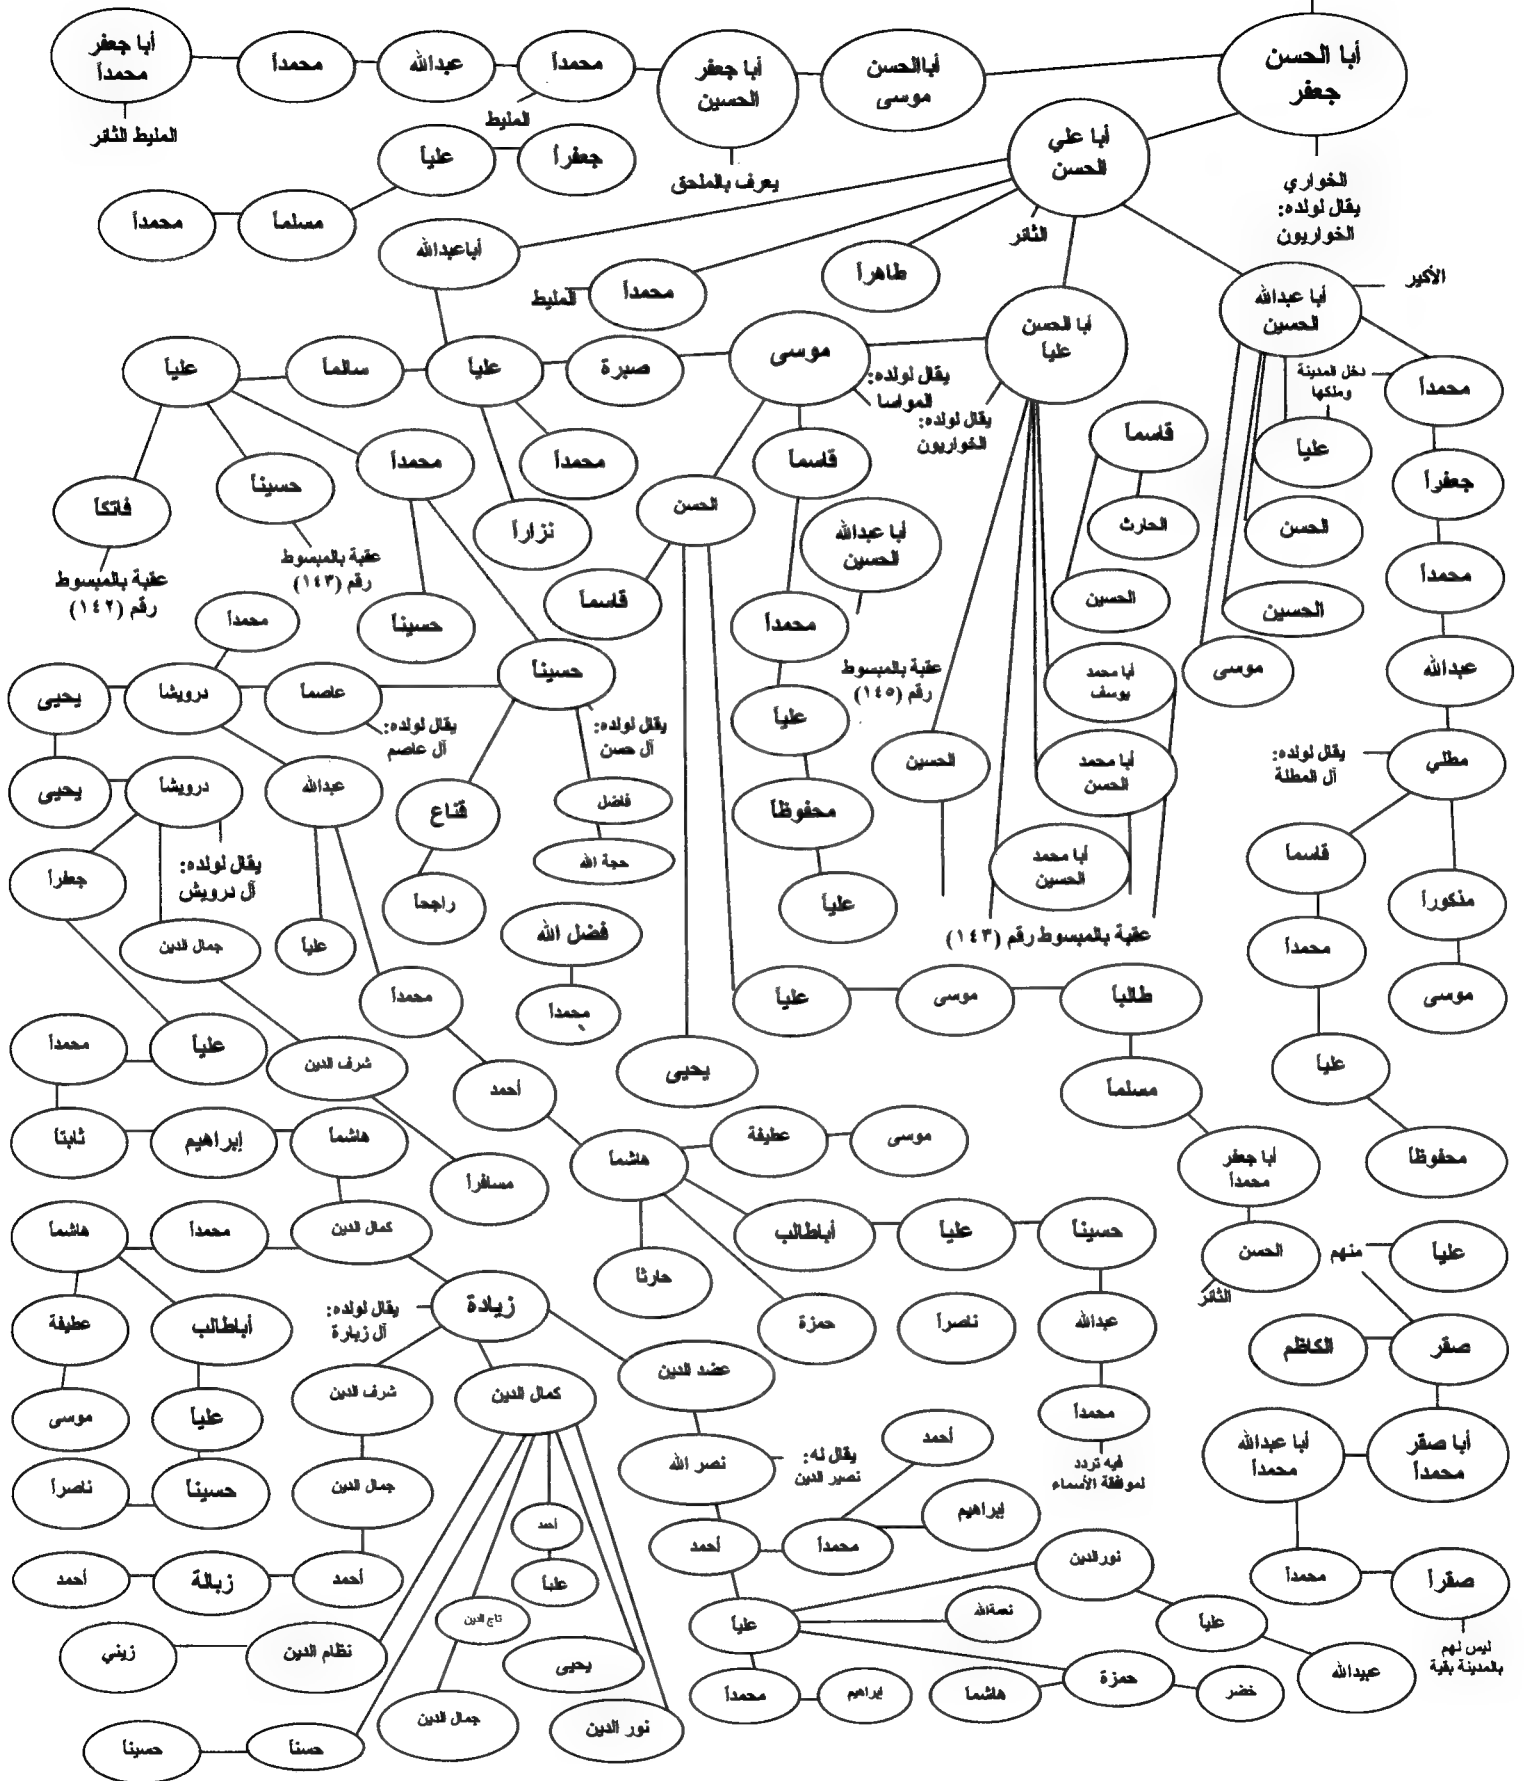 أبا الحسن
جعفر
الخواري
يقال لولده:
الخواريون
أباالحسن
موسى
أبا جعفر
الحسين
يعرف بالملحق
محمداً
المليط
عبدالله
محمداً
أبا جعفر
محمداً
المليط الثائر
جعفراً
علياً
مسلماً
محمداً
أبا علي
الحسن
الثائر
أباعبدالله
محمداً
المليط
طاهراً
أبا الحسن
علياً
يقال لولده:
الخواريون
أبا عبدالله
الحسين
الأكبر
موسى
يقال لولده:
المواسا
صبرة
علياً
سالماً
علياً
محمداً
دخل المدينة
وملكها
علياً
الحسن
الحسين
موسى
قاسماً
الحارث
الحسين
جعفراً
محمداً
عبدالله
مطلي
يقال لولده:
آل المطلة
قاسماً
مذكوراً
محمداً
موسى
علياً
محفوظاً
محمداً
نزاراً
محمداً
حسيناً
عقبة بالمبسوط
رقم (١٤٣)
فاتكاً
عقبة بالمبسوط
رقم (١٤٢)
حسيناً
قاسماً
الحسن
قاسماً
أبا عبدالله
الحسين
عقبة بالمبسوط
رقم (١٤٥)
محمداً
علياً
محفوظاً
علياً
أبا محمد
يوسف
أبا محمد
الحسن
أبا محمد
الحسين
الحسين
عقبة بالمبسوط رقم (١٤٣)
حسيناً
يقال لولده:
آل حسن
عاصماً
يقال لولده:
آل عاصم
درويشا
محمداً
يحيى
يحيى
درويشاً
يقال لولده:
آل درويش
عبدالله
قناع
راجحاً
فاضل
حجة الله
فضل الله
محمداً
جعفراً
جمال الدين
علياً
محمداً
يحيى
علياً
موسى
طالباً
مسلماً
أبا جعفر
محمداً
الحسن
الثائر
علياً
محمداً
شرف الدين
أحمد
ثابتاً
إبراهيم
هاشماً
مسافراً
هاشماً
عطيفة
موسى
كمال الدين
محمداً
هاشماً
أباطالب
علياً
حسيناً
حارثا
حمزة
ناصراً
عبدالله
محمداً
فيه تردد
لموافقة الأسماء
منهم
علياً
صقر
الكاظم
أبا صقر
محمداً
أبا عبدالله
محمداً
محمداً
صقراً
ليس لهم
بالمدينة بقية
زيادة
يقال لولده:
آل زبارة
عطيفة
أباطالب
موسى
علياً
ناصراً
حسيناً
شرف الدين
كمال الدين
عضد الدين
جمال الدين
أحمد
زبالة
أحمد
نصر الله
يقال له:
نصير الدين
أحمد
محمداً
أحمد
إبراهيم
أحمد
علياً
تاج الدين
جمال الدين
يحيى
نور الدين
نظام الدين
زيني
حسناً
حسيناً
علياً
نورالدين
نعمةالله
علياً
عبيدالله
محمداً
إبراهيم
حمزة
هاشما
خضر